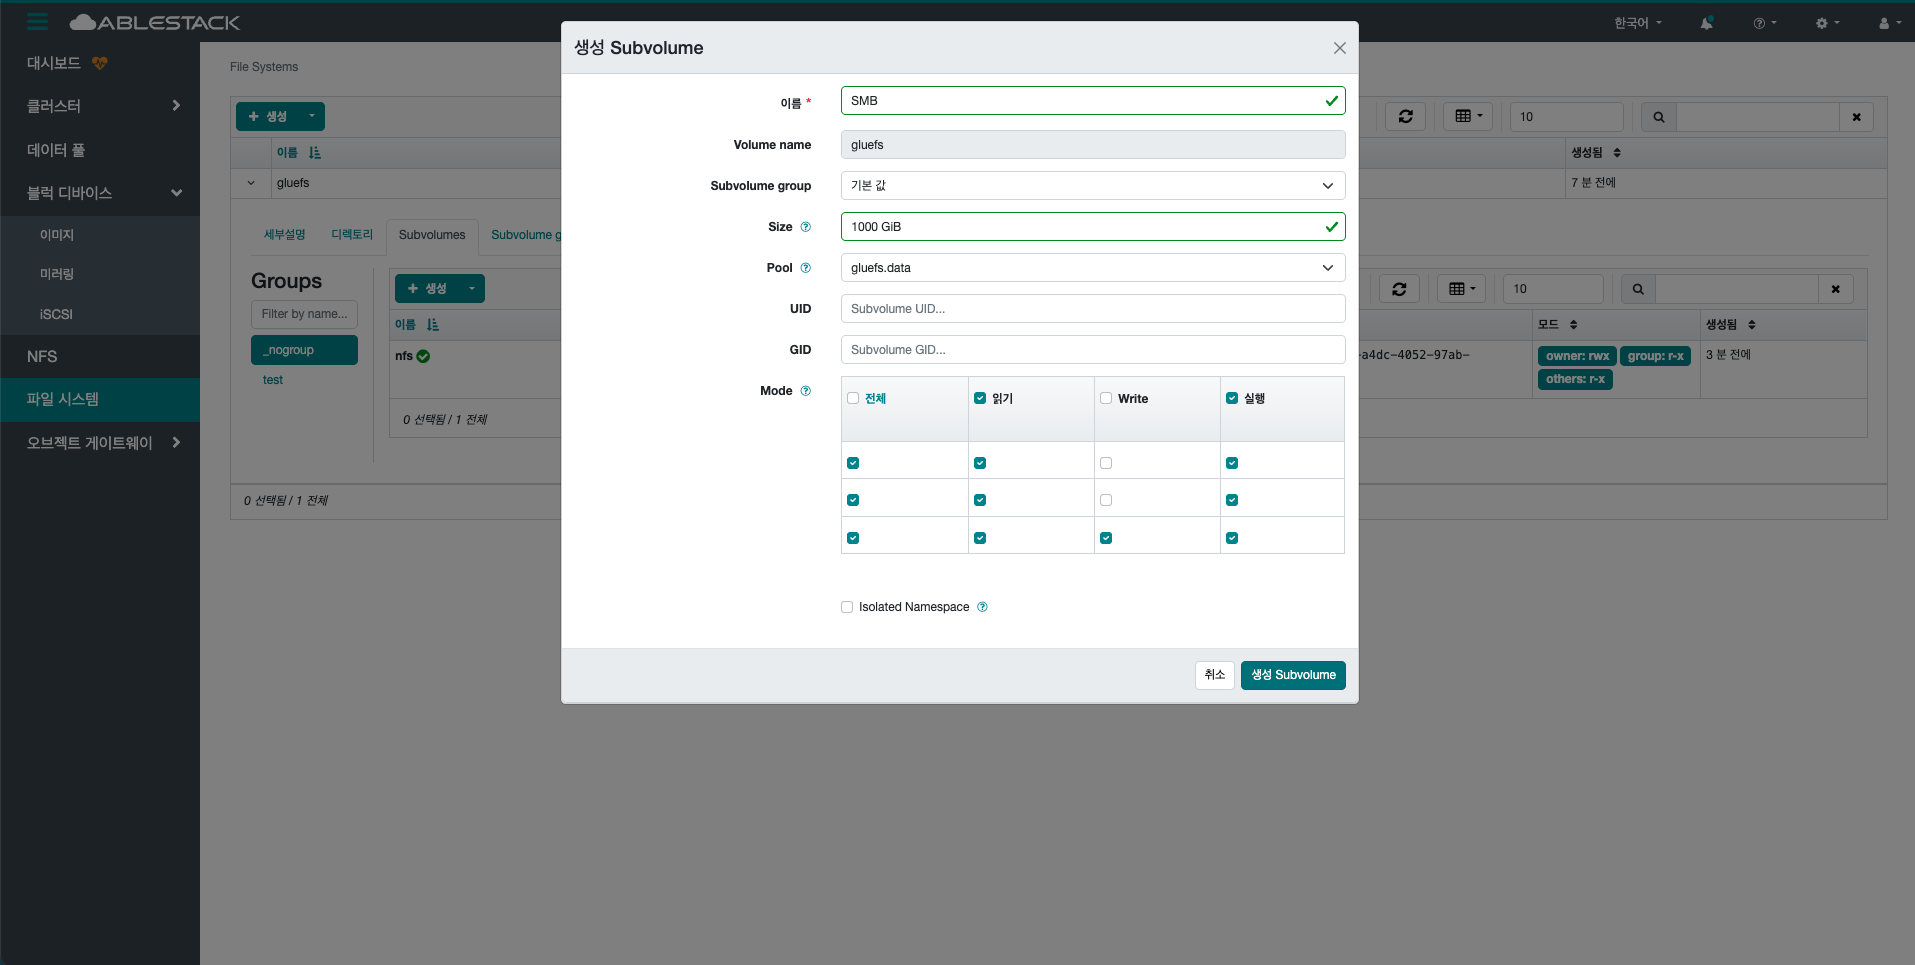 ABLESTACK
한국어
대시보드
클러스터
데이터 풀
블럭 디바이스
이미지
미러링
iSCSI
NFS
파일 시스템
오브젝트 게이트웨이
File Systems
생성
10
이름
생성됨
gluefs
7 분 전에
세부설명
디렉토리
Subvolumes
Subvolume g
Groups
Filter by name...
_nogroup
test
생성
10
이름
모드
생성됨
nfs
-a4dc-4052-97ab-
owner: rwx
group: r-x
others: r-x
3 분 전에
0 선택됨 / 1 전체
0 선택됨 / 1 전체
생성 Subvolume
이름 *
SMB
Volume name
gluefs
Subvolume group
기본 값
Size
1000 GiB
Pool
gluefs.data
UID
Subvolume UID...
GID
Subvolume GID...
Mode
전체
읽기
Write
실행
Isolated Namespace
취소
생성 Subvolume